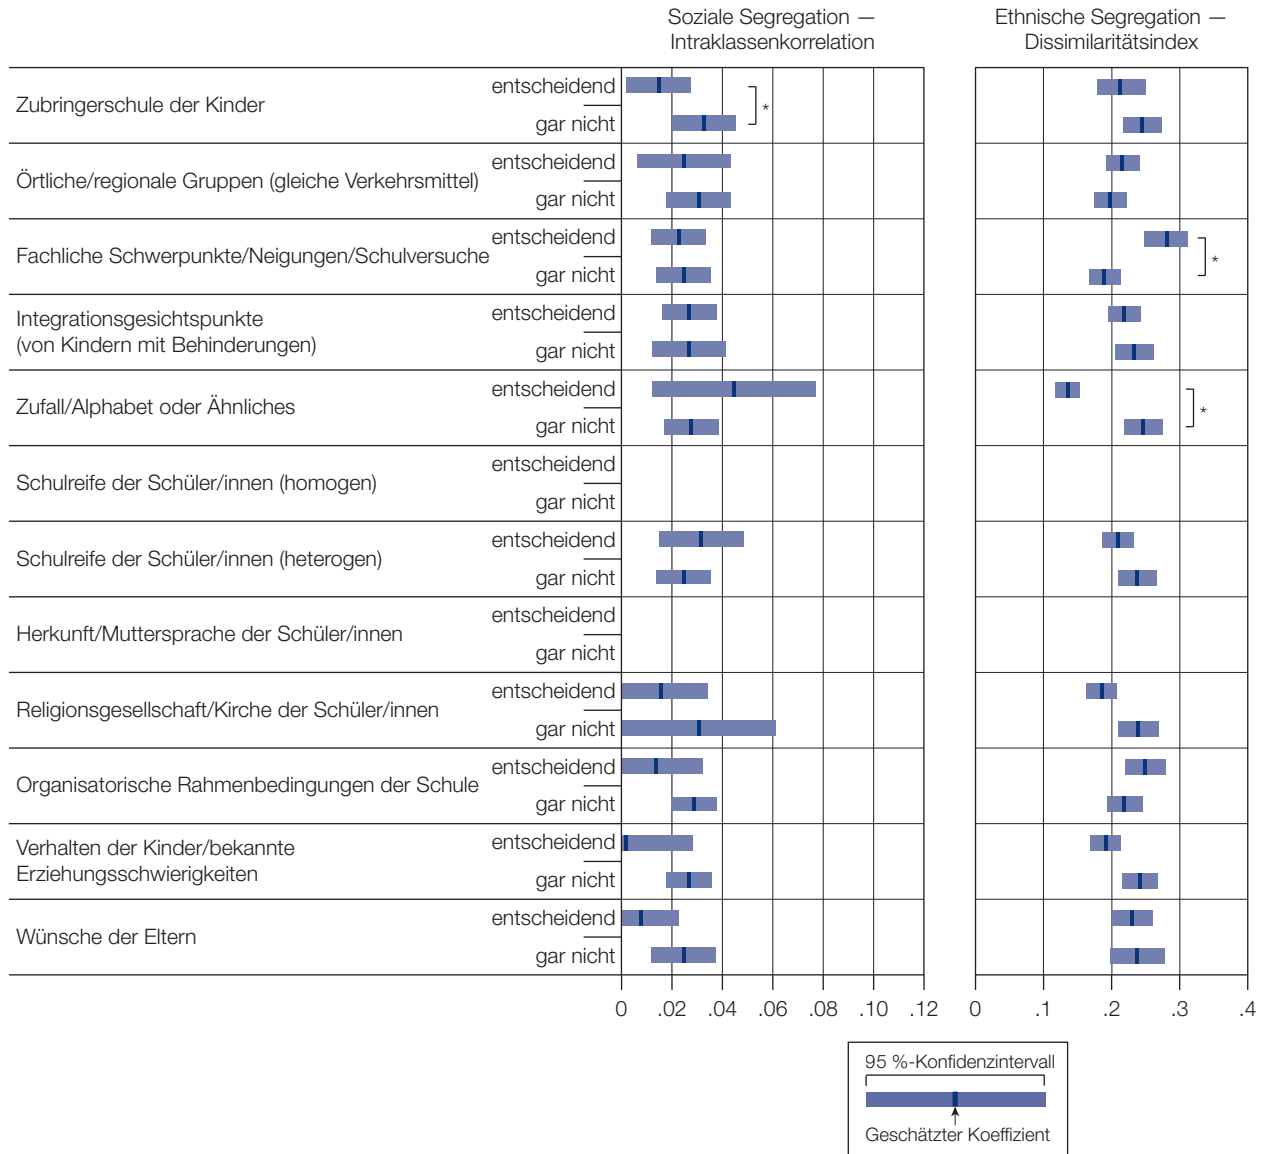 Soziale Segregation —
Intraklassenkorrelation
Ethnische Segregation —
Dissimilaritätsindex
Zubringerschule der Kinder
entscheidend
gar nicht
*
Örtliche/regionale Gruppen (gleiche Verkehrsmittel)
entscheidend
gar nicht
Fachliche Schwerpunkte/Neigungen/Schulversuche
entscheidend
gar nicht
*
Integrationsgesichtspunkte
(von Kindern mit Behinderungen)
entscheidend
gar nicht
Zufall/Alphabet oder Ähnliches
entscheidend
gar nicht
*
Schulreife der Schüler/innen (homogen)
entscheidend
gar nicht
Schulreife der Schüler/innen (heterogen)
entscheidend
gar nicht
Herkunft/Muttersprache der Schüler/innen
entscheidend
gar nicht
Religionsgesellschaft/Kirche der Schüler/innen
entscheidend
gar nicht
Organisatorische Rahmenbedingungen der Schule
entscheidend
gar nicht
Verhalten der Kinder/bekannte
Erziehungsschwierigkeiten
entscheidend
gar nicht
Wünsche der Eltern
entscheidend
gar nicht
0 .02 .04 .06 .08 .10 .12
0 .1 .2 .3 .4
95 %-Konfidenzintervall
Geschätzter Koeffizient